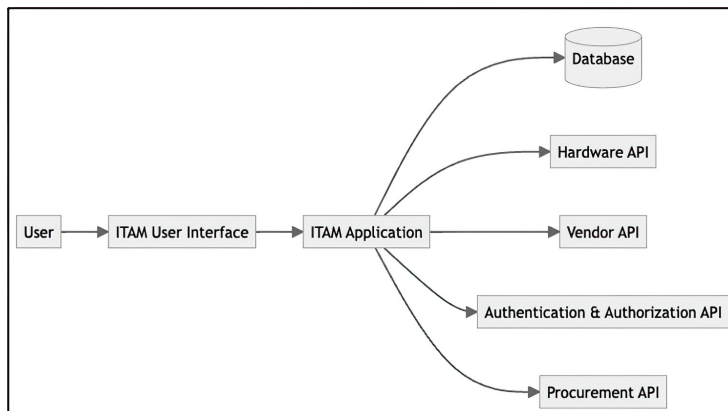 Database
Hardware API
User
ITAM User Interface
ITAM Application
Vendor API
Authentication & Authorization API
Procurement API